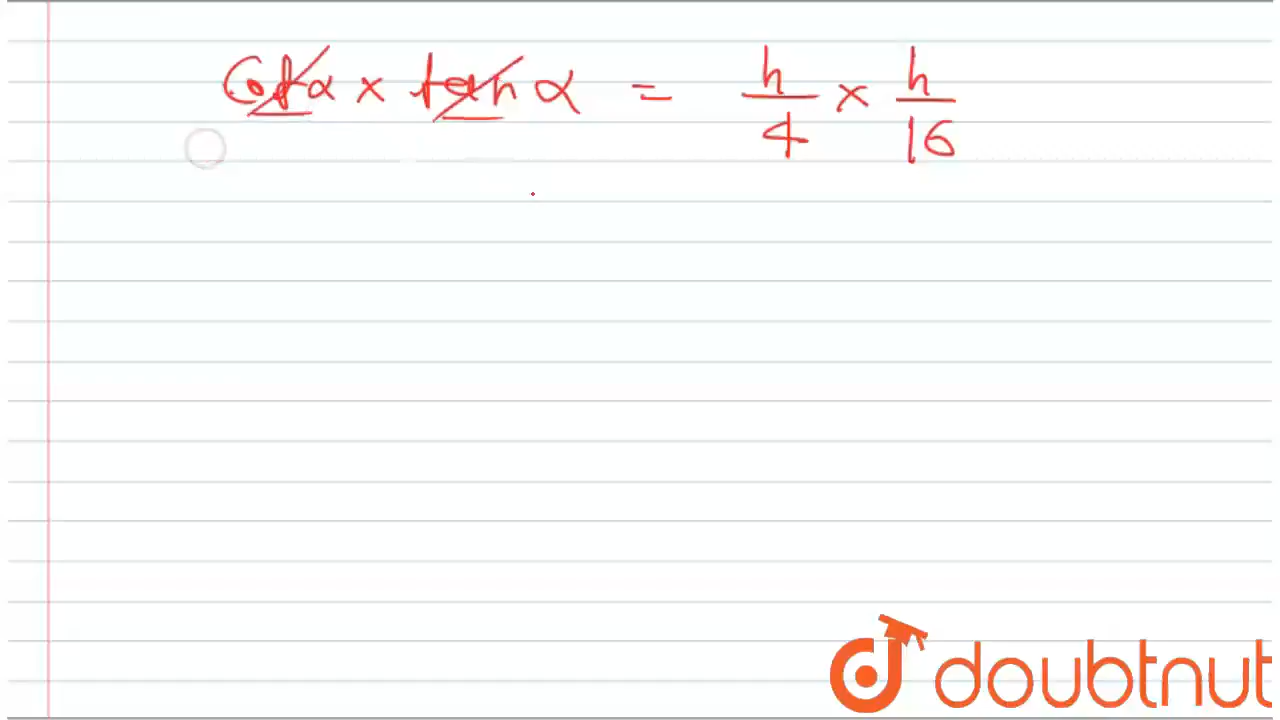 Cot α × tan α = h/4 × h/16
doubtnut